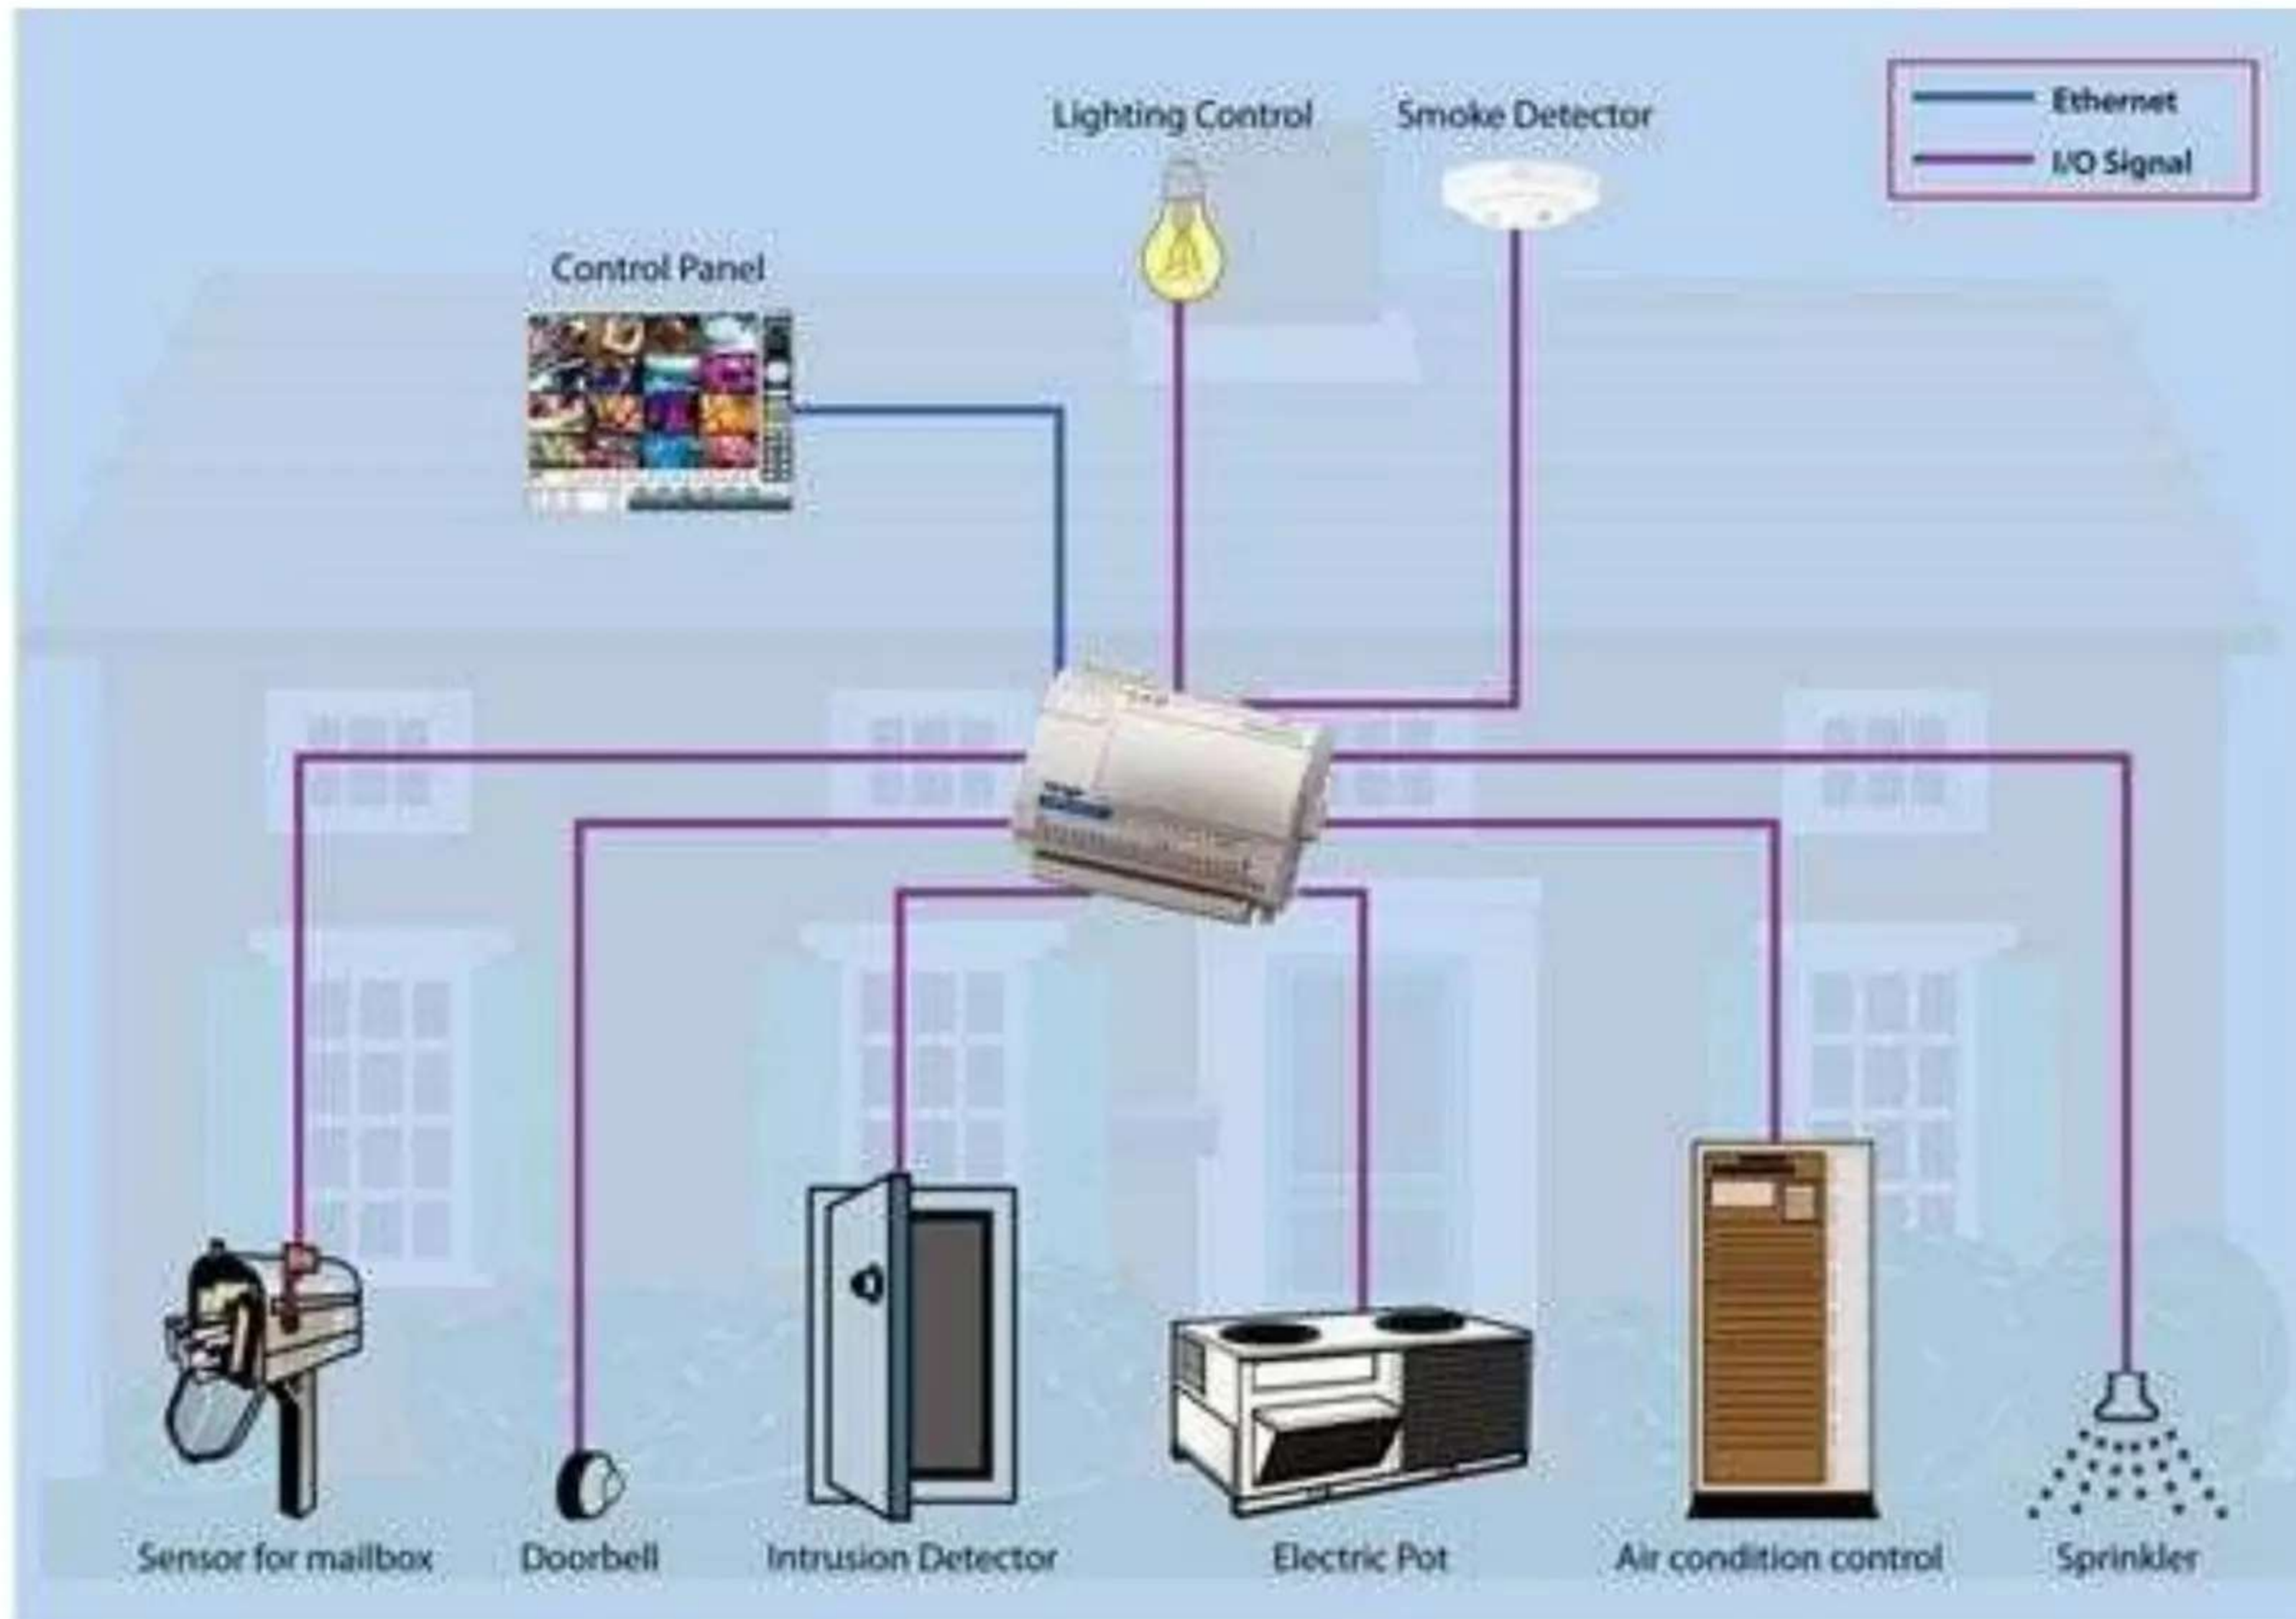 Lighting Control
Smoke Detector
Ethernet
I/O Signal
Control Panel
Sensor for mailbox
Doorbell
Intrusion Detector
Electric Pot
Air condition control
Sprinkler